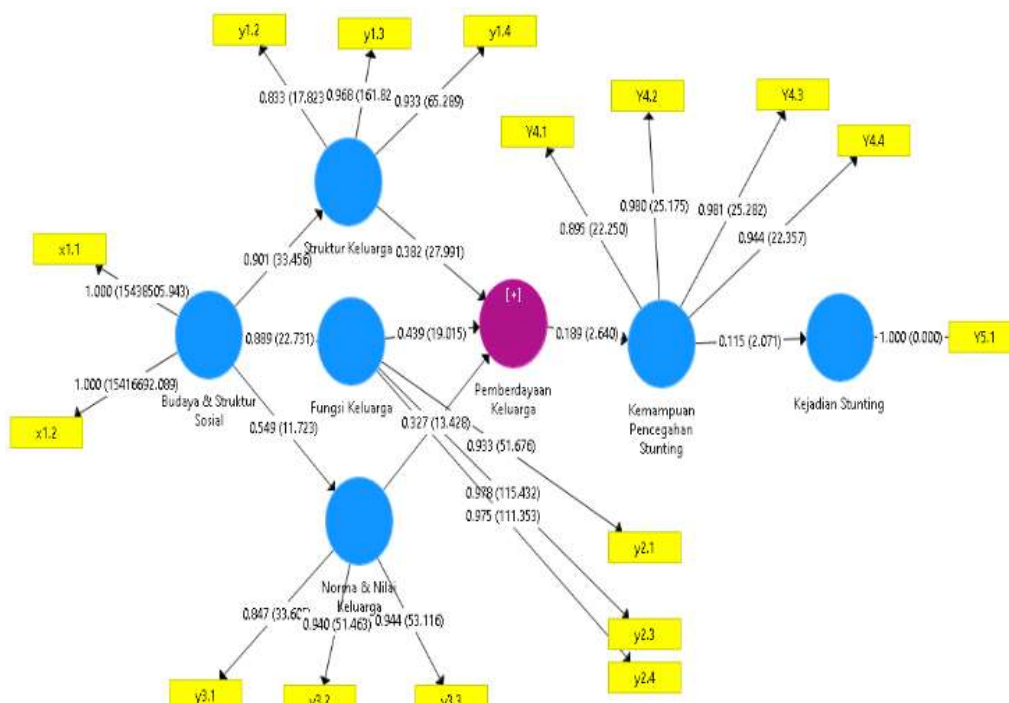 y1.2
y1.3
y1.4
0.833 (17.823
0.968 (161.82
0.933 (65.289)
Struktur Keluarga
Y4.1
Y4.2
Y4.3
Y4.4
0.895 (22.250)
0.980 (25.175)
0.981 (25.282)
0.944 (22.357)
x1.1
1.000 (15438505.943)
0.901 (33.456)
0.382 (27.991)
[+]
0.889 (22.731)
0.439 (19.015)
0.189 (2.640)
0.115 (2.071)
1.000 (0.000)
Y5.1
1.000 (15416692.089)
x1.2
Budaya & Struktur
Sosial
Fungsi Keluarga
Pemberdayaan
Keluarga
Kemampuan
Pencegahan
Stunting
Kejadian Stunting
0.549 (11.723)
0.327 (13.428)
0.933 (51.676)
0.978 (115.432)
0.975 (111.353)
y2.1
y2.3
y2.4
Norma & Nilai
Keluarga
0.847 (33.60
0.940 (51.463)
0.944 (53.116)
y3.1
y3.2
y3.3